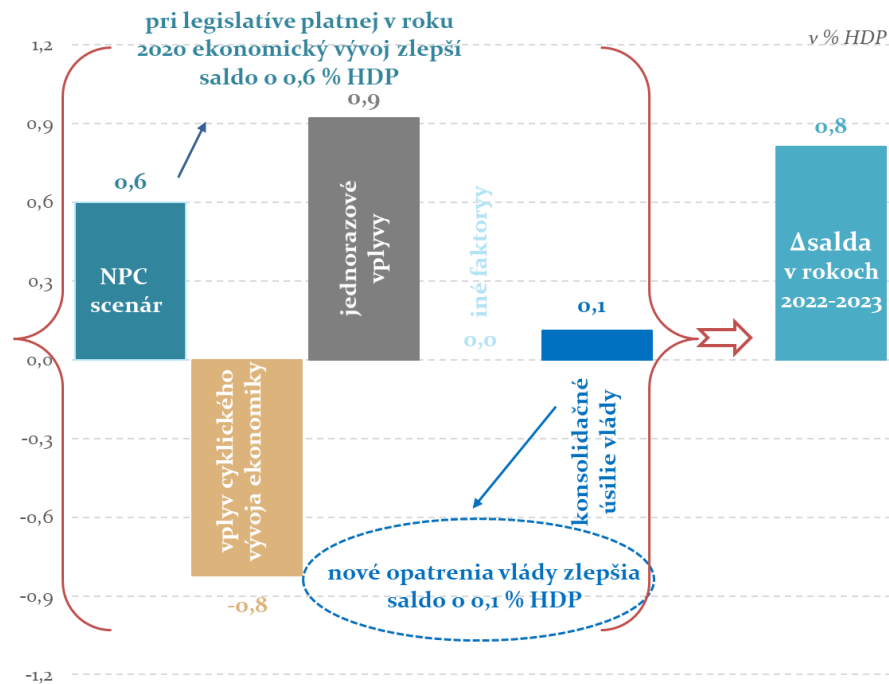 pri legislatíve platnej v roku
2020 ekonomický vývoj zlepší
saldo o 0,6 % HDP
v % HDP
1,2
0,9
0,6
0,3
0,0
-0,3
-0,6
-0,9
-1,2
0,6
NPC
scenár
vplyv cyklického
vývoja ekonomiky
-0,8
0,9
jednorazové
vplyvy
iné faktoryy
0,0
0,1
konsolidačné
úsilie vlády
nové opatrenia vlády zlepšia
saldo o 0,1 % HDP
0,8
Δsalda
v rokoch
2022-2023